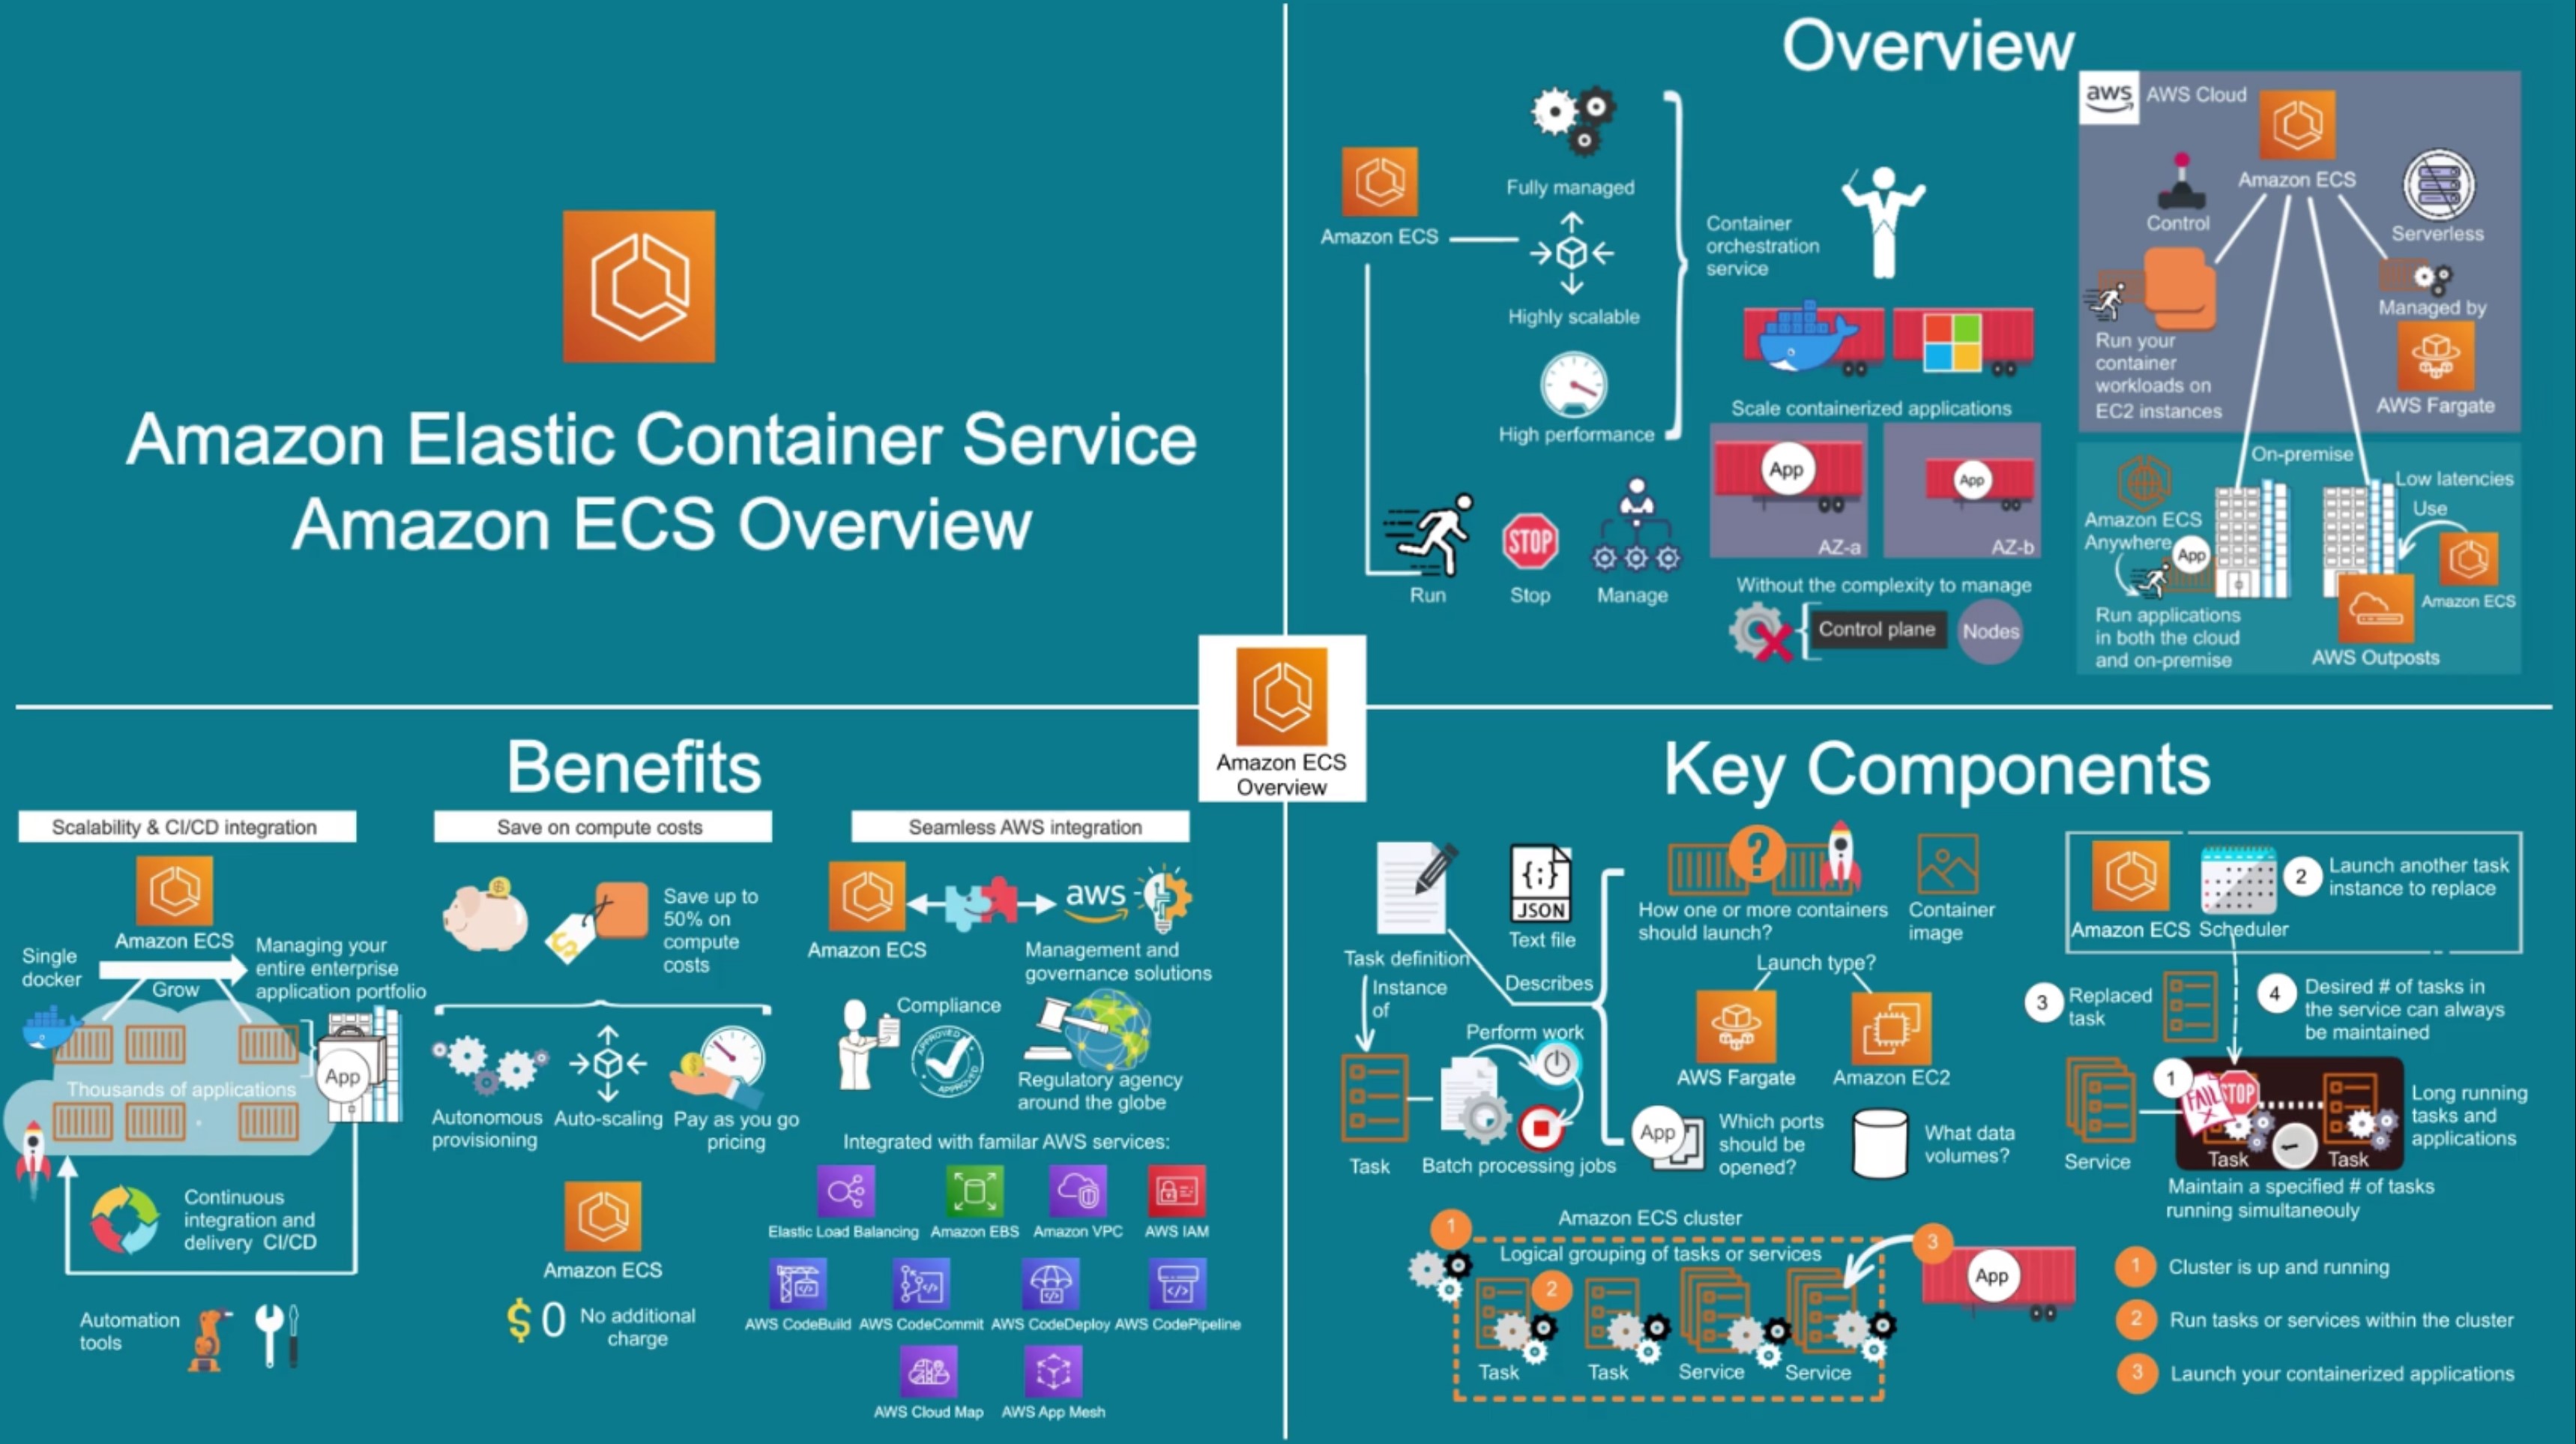 Amazon Elastic Container Service
Amazon ECS Overview
Overview
Amazon ECS
Fully managed
Highly scalable
High performance
Container
orchestration
service
Run
STOP
Stop
Manage
Scale containerized applications
App
AZ-a
App
AZ-b
Without the complexity to manage
Control plane
Nodes
aws
AWS Cloud
Amazon ECS
Control
Serverless
Run your
container
workloads on
EC2 instances
Managed by
AWS Fargate
On-premise
Amazon ECS
Anywhere
App
Run applications
in both the cloud
and on-premise
Low latencies
Use
Amazon ECS
AWS Outposts
Amazon ECS
Overview
Benefits
Scalability & CI/CD integration
Amazon ECS
Single
docker
Grow
Managing your
entire enterprise
application portfolio
Thousands of applications
App
Continuous
integration and
delivery CI/CD
Automation
tools
Save on compute costs
$
Save up to
50% on
compute
costs
Autonomous
provisioning
Auto-scaling
Pay as you go
pricing
Amazon ECS
$ 0
No additional
charge
Seamless AWS integration
Amazon ECS
aws
Management and
governance solutions
Compliance
APPROVED
APPROVED
Regulatory agency
around the globe
Integrated with familar AWS services:
Elastic Load Balancing
Amazon EBS
Amazon VPC
AWS IAM
AWS CodeBuild
AWS CodeCommit
AWS CodeDeploy
AWS CodePipeline
AWS Cloud Map
AWS App Mesh
Key Components
Task definition
{;}
JSON
Text file
Instance
of
Describes
Task
Perform work
Batch processing jobs
?
How one or more containers
should launch?
Container
image
Launch type?
AWS Fargate
Amazon EC2
App
Which ports
should be
opened?
What data
volumes?
Amazon ECS
Scheduler
2
Launch another task
instance to replace
3
Replaced
task
4
Desired # of tasks in
the service can always
be maintained
Service
1
FAIL
X
STOP
Task
Task
Long running
tasks and
applications
Maintain a specified # of tasks
running simultaneouly
1
Amazon ECS cluster
Logical grouping of tasks or services
2
Task
Task
Service
Service
3
App
1
Cluster is up and running
2
Run tasks or services within the cluster
3
Launch your containerized applications